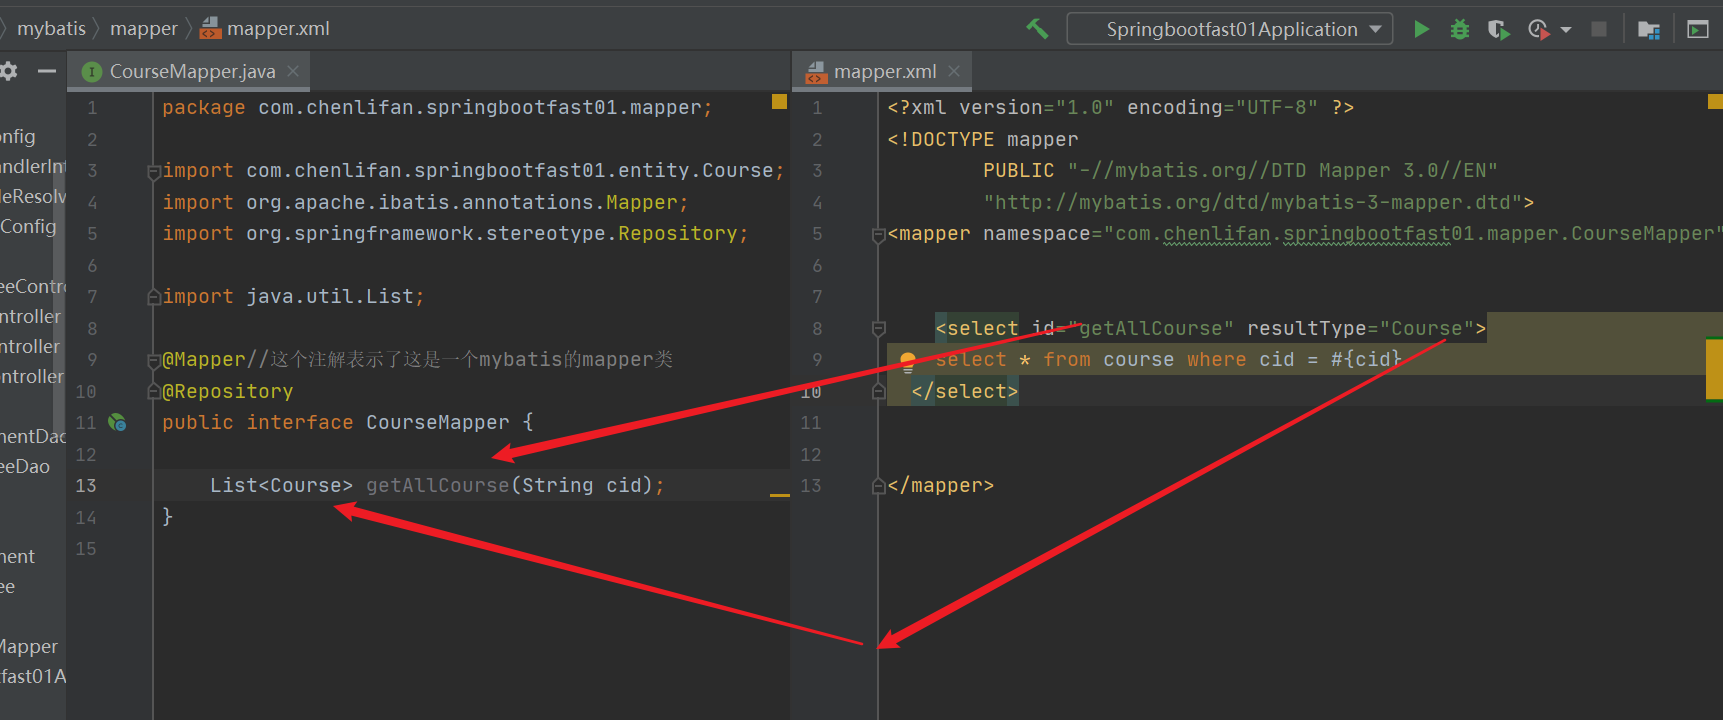 mybatis mapper mapper.xml
Springbootfast01Application
CourseMapper.java
mapper.xml
onfig
andlerInt
leResolv
Config
eeContro
ntroller
ntroller
ontroller
mentDao
eeDao
nent
ee
Mapper
tfast01A
1 package com.chenlifan.springbootfast01.mapper;
2
3 import com.chenlifan.springbootfast01.entity.Course;
4 import org.apache.ibatis.annotations.Mapper;
5 import org.springframework.stereotype.Repository;
6
7 import java.util.List;
8
9 @Mapper//这个注解表示了这是一个mybatis的mapper类
10 @Repository
11 public interface CourseMapper {
12
13 List<Course> getAllCourse(String cid);
14 }
15
1 <?xml version="1.0" encoding="UTF-8" ?>
2 <!DOCTYPE mapper
3 PUBLIC "-//mybatis.org//DTD Mapper 3.0//EN"
4 "http://mybatis.org/dtd/mybatis-3-mapper.dtd">
5 <mapper namespace="com.chenlifan.springbootfast01.mapper.CourseMapper"
6
7
8 <select id="getAllCourse" resultType="Course">
9 select * from course where cid = #{cid}
10 </select>
11
12
13 </mapper>